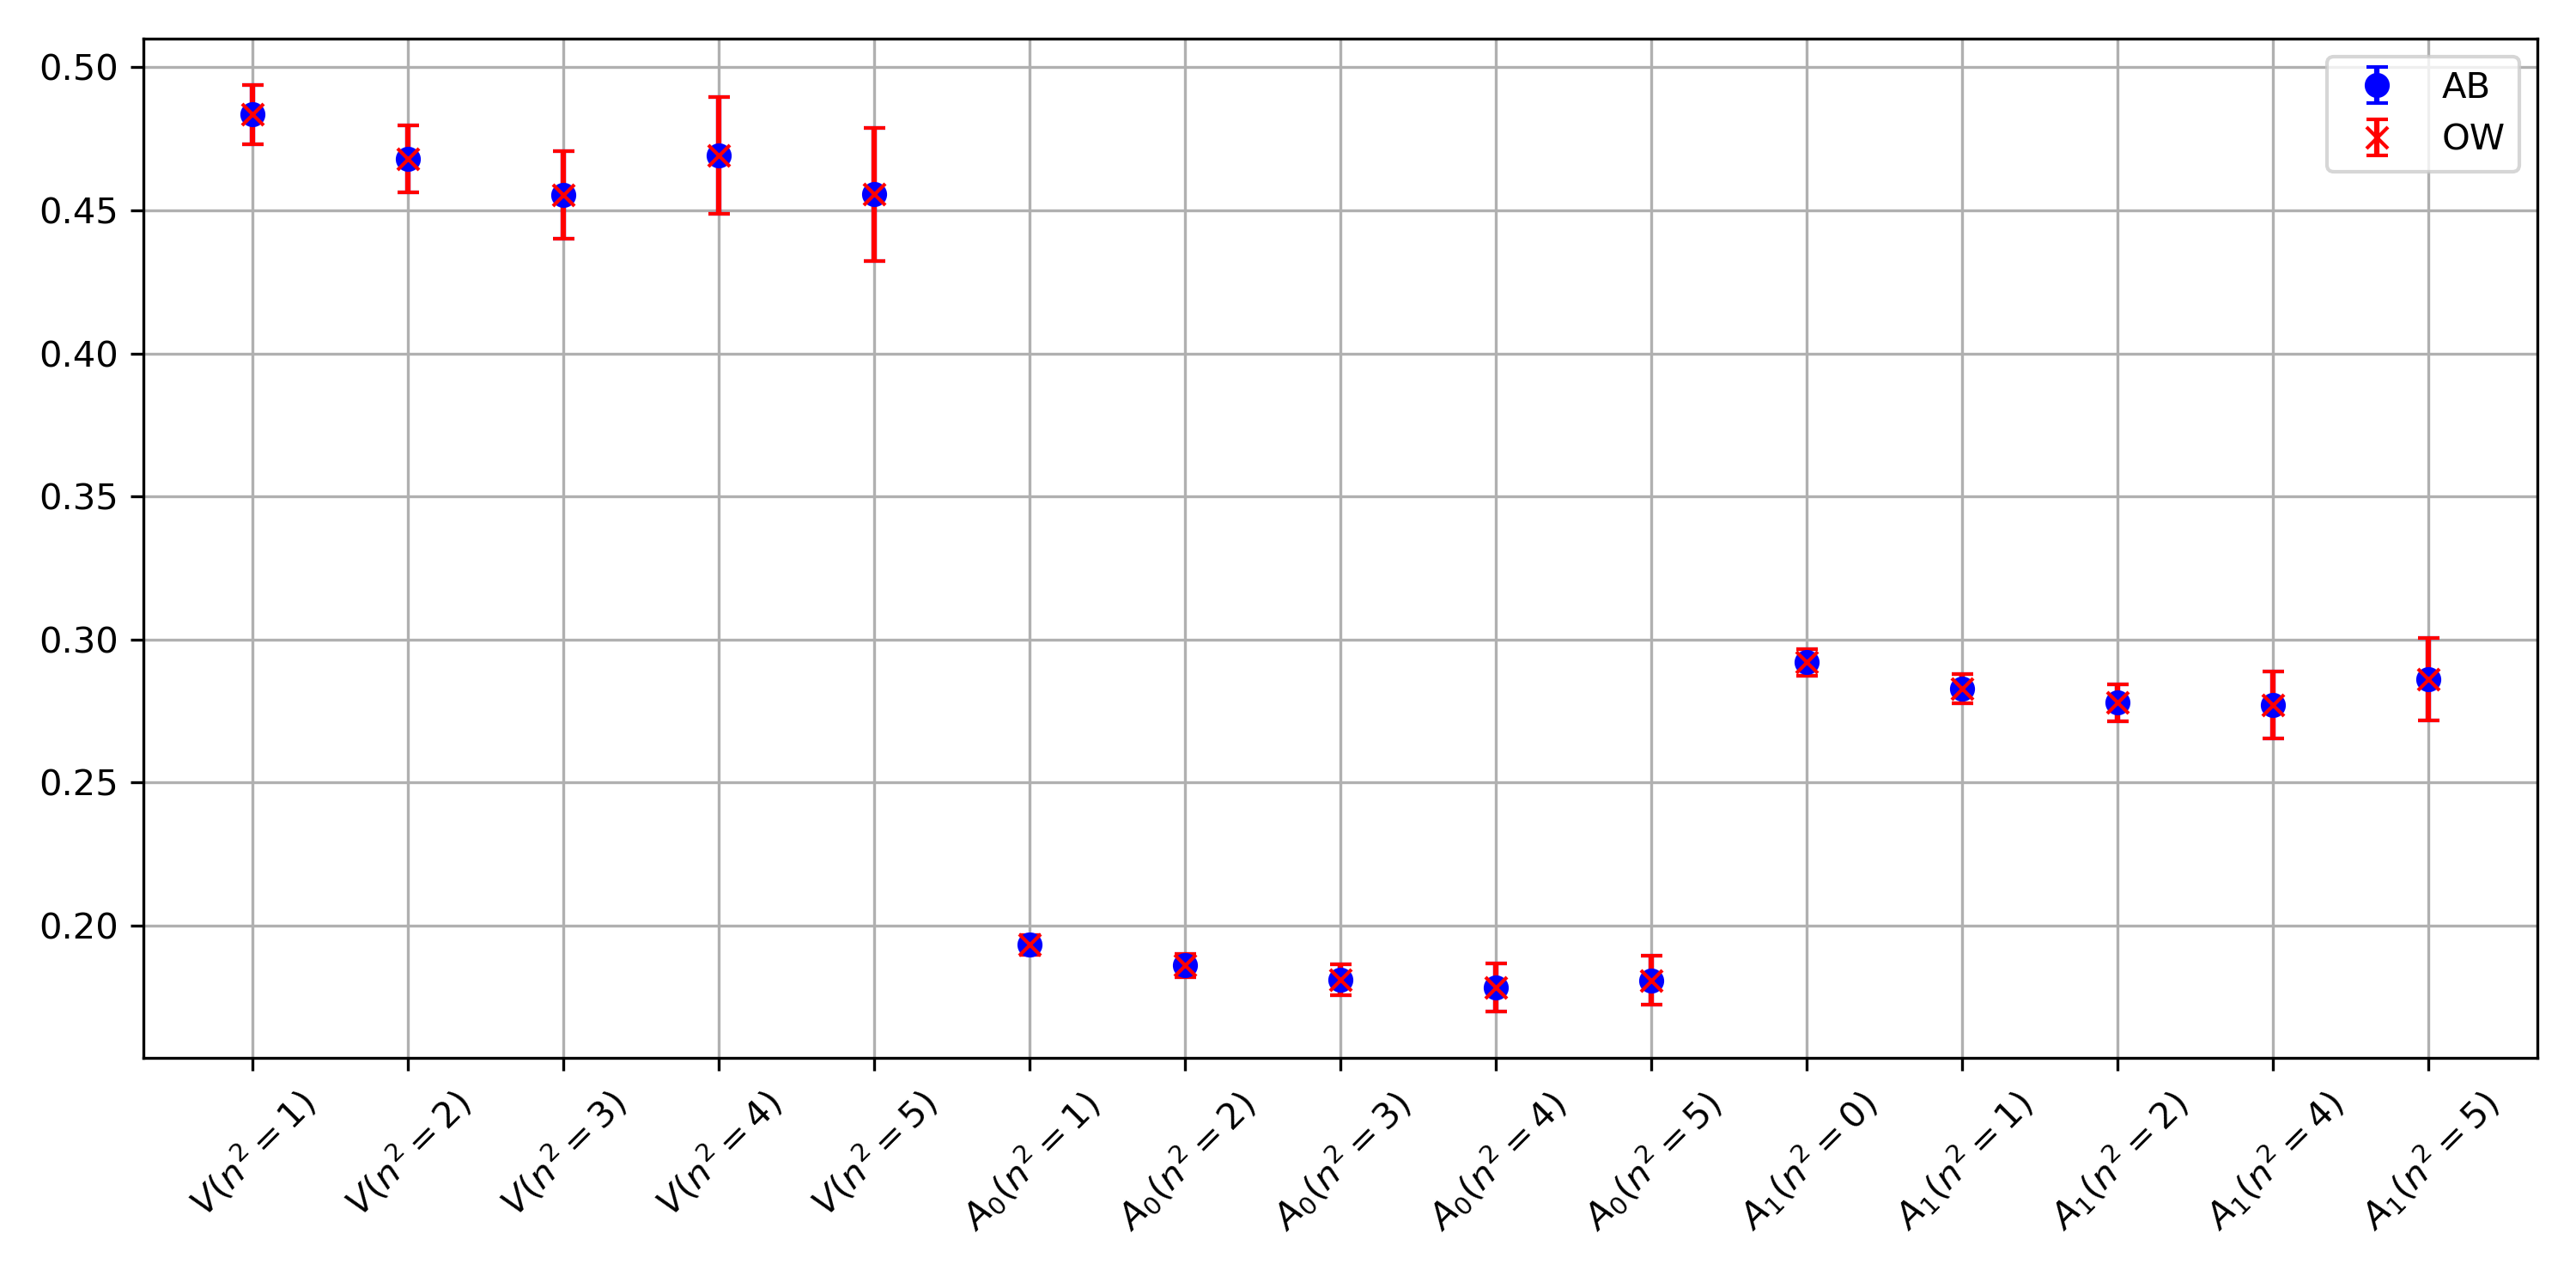 0.50
0.45
0.40
0.35
0.30
0.25
0.20
AB
OW
V(n² = 1)
V(n² = 2)
V(n² = 3)
V(n² = 4)
V(n² = 5)
A₀(n² = 1)
A₀(n² = 2)
A₀(n² = 3)
A₀(n² = 4)
A₀(n² = 5)
A₁(n² = 0)
A₁(n² = 1)
A₁(n² = 2)
A₁(n² = 4)
A₁(n² = 5)